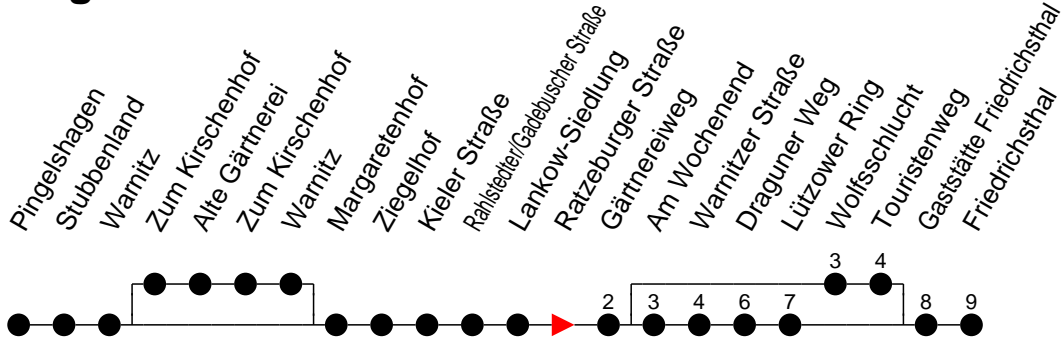 Pingelshagen
Stubbenland
Warnitz
Zum Kirschenhof
Alte Gärtnerei
Zum Kirschenhof
Warnitz
Margaretenhof
Ziegelhof
Kieler Straße
Rahlstedter/Gadebuscher Straße
Lankow-Siedlung
Ratzeburger Straße
Gärtnereiweg
Am Wochenend
Warnitzer Straße
Draguner Weg
Lützower Ring
Wolfsschlucht
Touristenweg
Gaststätte Friedrichsthal
Friedrichsthal
3 4
2 3 4 6 7 8 9